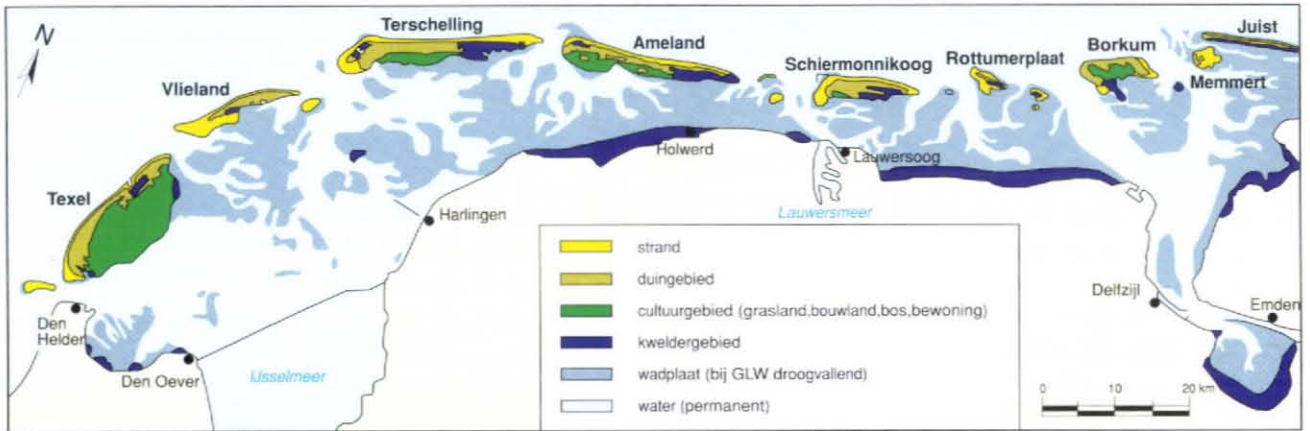 N
Terschelling
Ameland
Schiermonnikoog
Rottumerplaat
Borkum
Juist
Memmert
Vlieland
Texel
Holwerd
Lauwersoog
Harlingen
Lauwersmeer
Den
Helder
Den Oever
IJsselmeer
Delfzijl
Emden
strand
duingebied
cultuurgebied (grasland,bouwland,bos,bewoning)
kweldergebied
wadplaat (bij GLW droogvallend)
water (permanent)
0 10 20 km